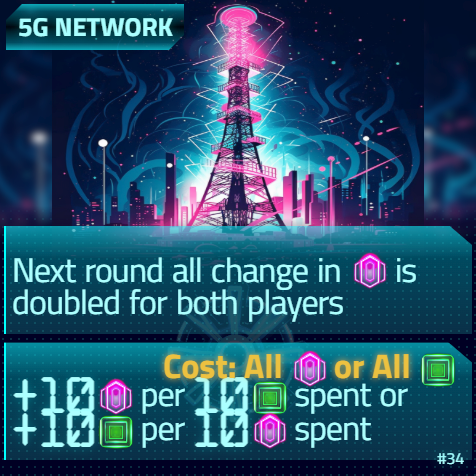 5G NETWORK
Next round all change in is
doubled for both players
Cost: All or All
+10 per 10 spent or
+10 per 10 spent
#34